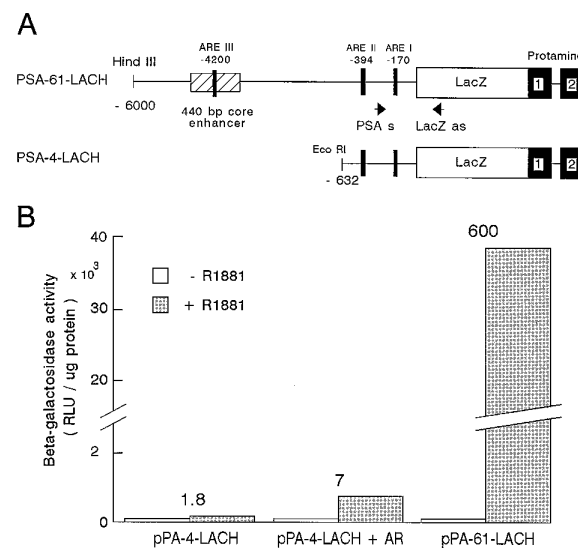 A
Hind III
ARE III
-4200
ARE II
-394
ARE I
-170
Protamine
PSA-61-LACH
LacZ
1
2
- 6000
440 bp core
enhancer
PSA s
LacZ as
PSA-4-LACH
Eco RI
- 632
LacZ
1
2
B
Beta-galactosidase activity
( RLU / ug protein )
x 10³
40
30
20
2
0
- R1881
+ R1881
1.8
7
600
pPA-4-LACH
pPA-4-LACH + AR
pPA-61-LACH